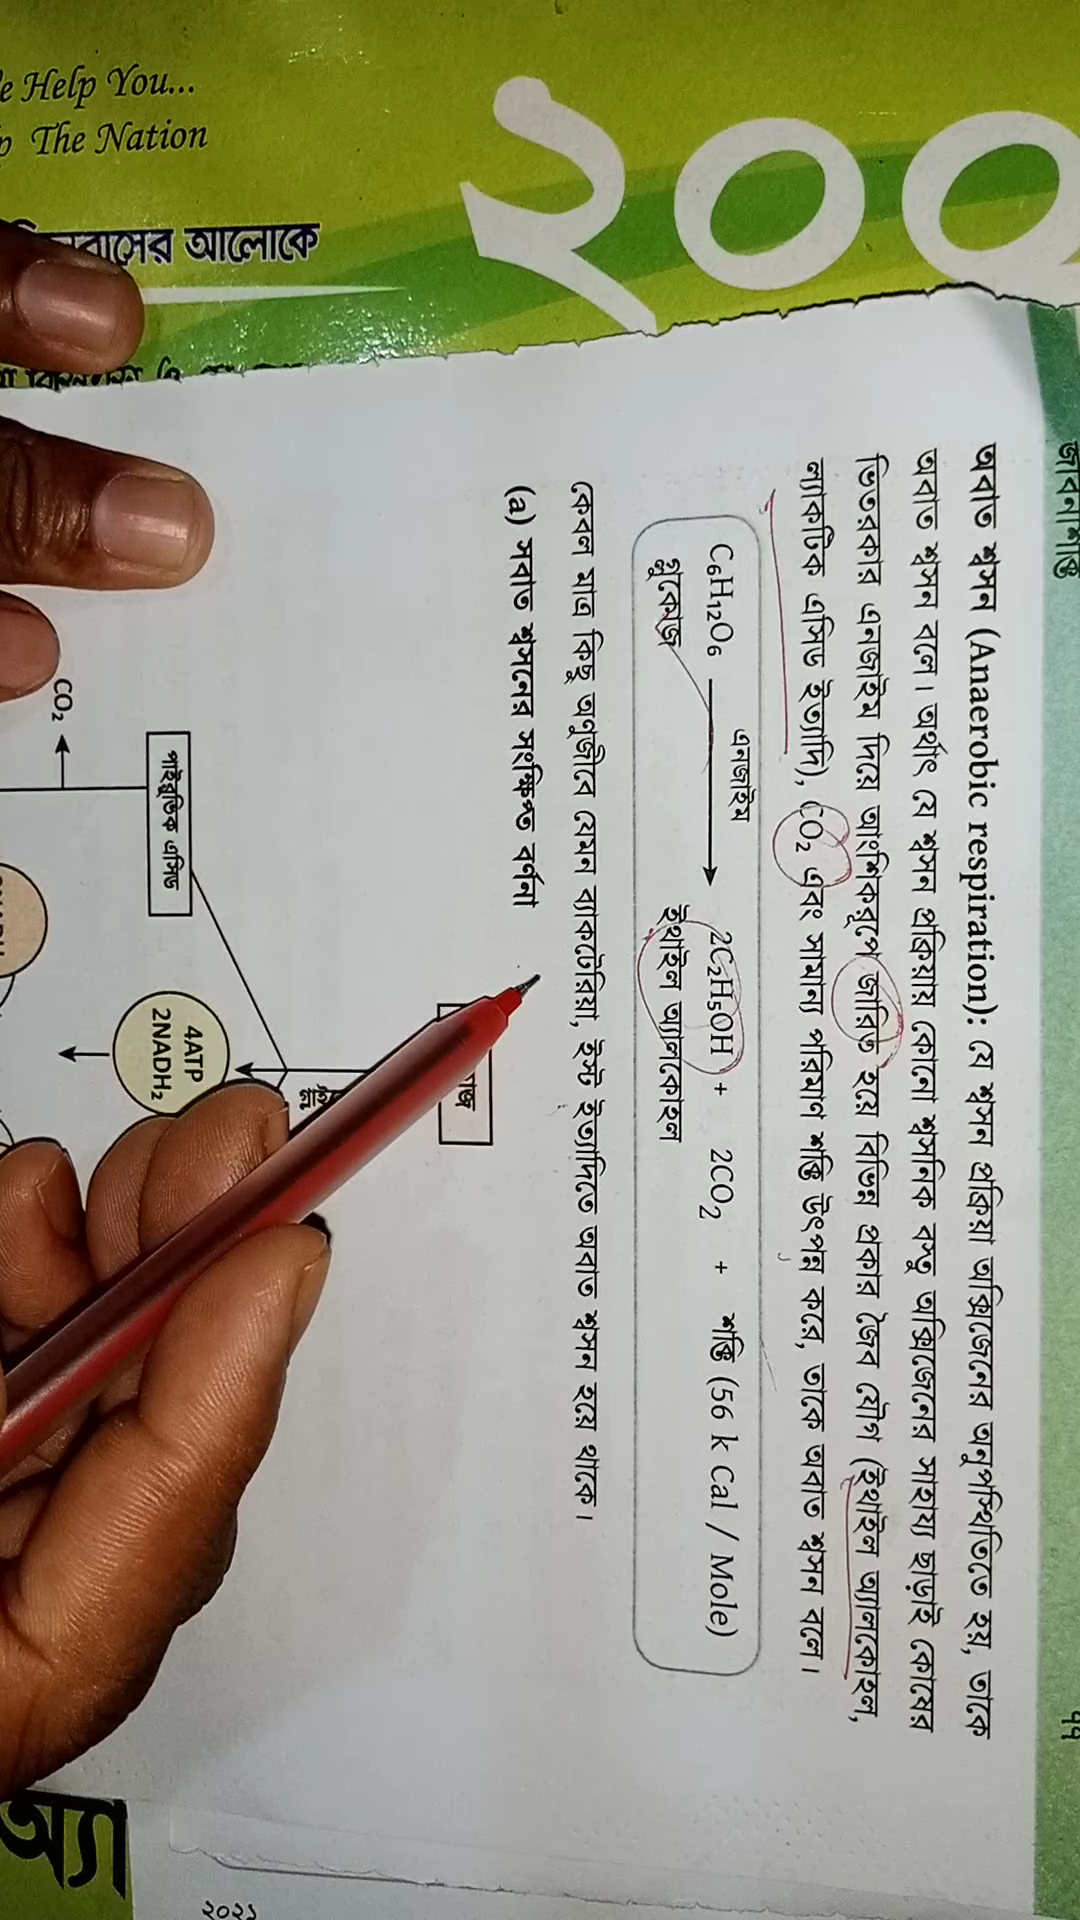 e Help You...
The Nation
আলোকে
২০০
জীবনীশক্তি
৭৭
অবাত শ্বসন (Anaerobic respiration): যে শ্বসন প্রক্রিয়া অক্সিজেনের অনুপস্থিতিতে হয়, তাকে
অবাত শ্বসন বলে। অর্থাৎ যে শ্বসন প্রক্রিয়ায় কোনো শ্বসনিক বস্তু অক্সিজেনের সাহায্য ছাড়াই কোষের
ভিতরকার এনজাইম দিয়ে আংশিকরূপে জারিত হয়ে বিভিন্ন প্রকার জৈব যৌগ (ইথাইল অ্যালকোহল,
ল্যাকটিক এসিড ইত্যাদি), CO₂ এবং সামান্য পরিমাণ শক্তি উৎপন্ন করে, তাকে অবাত শ্বসন বলে।
এনজাইম
C₆H₁₂O₆ → 2C₂H₅OH + 2CO₂ + শক্তি (56 k Cal / Mole)
গ্লুকোজ ইথাইল অ্যালকোহল
কেবল মাত্র কিছু অণুজীবে যেমন ব্যাকটেরিয়া, ইস্ট ইত্যাদিতে অবাত শ্বসন হয়ে থাকে।
(a) সবাত শ্বসনের সংক্ষিপ্ত বর্ণনা
4ATP
2NADH₂
পাইরুভিক এসিড
CO₂
অ্যা
২০২১